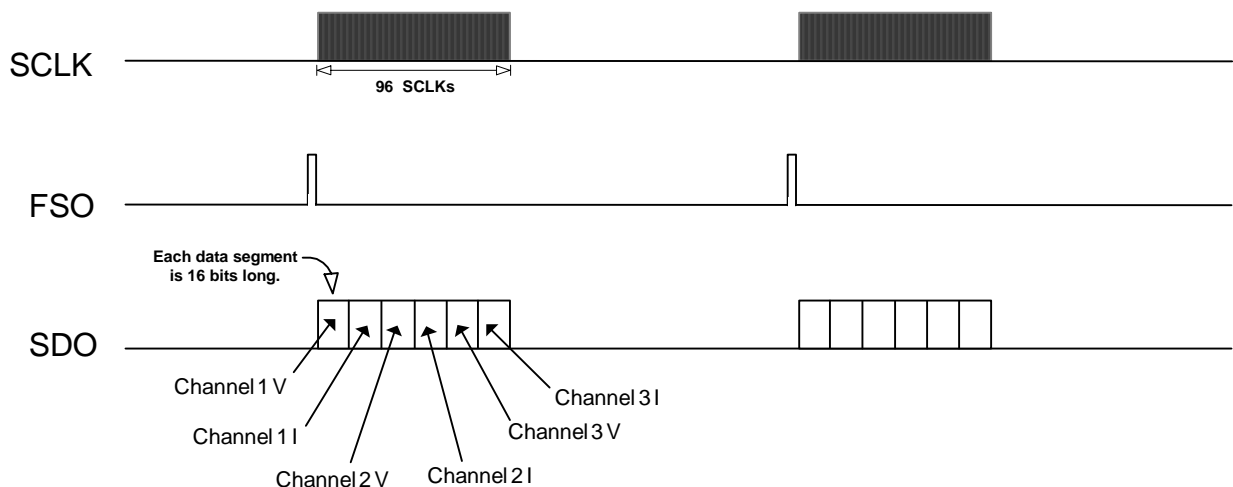 SCLK
96 SCLKs
FSO
Each data segment
is 16 bits long.
SDO
Channel 1 V
Channel 1 I
Channel 2 V
Channel 2 I
Channel 3 V
Channel 3 I